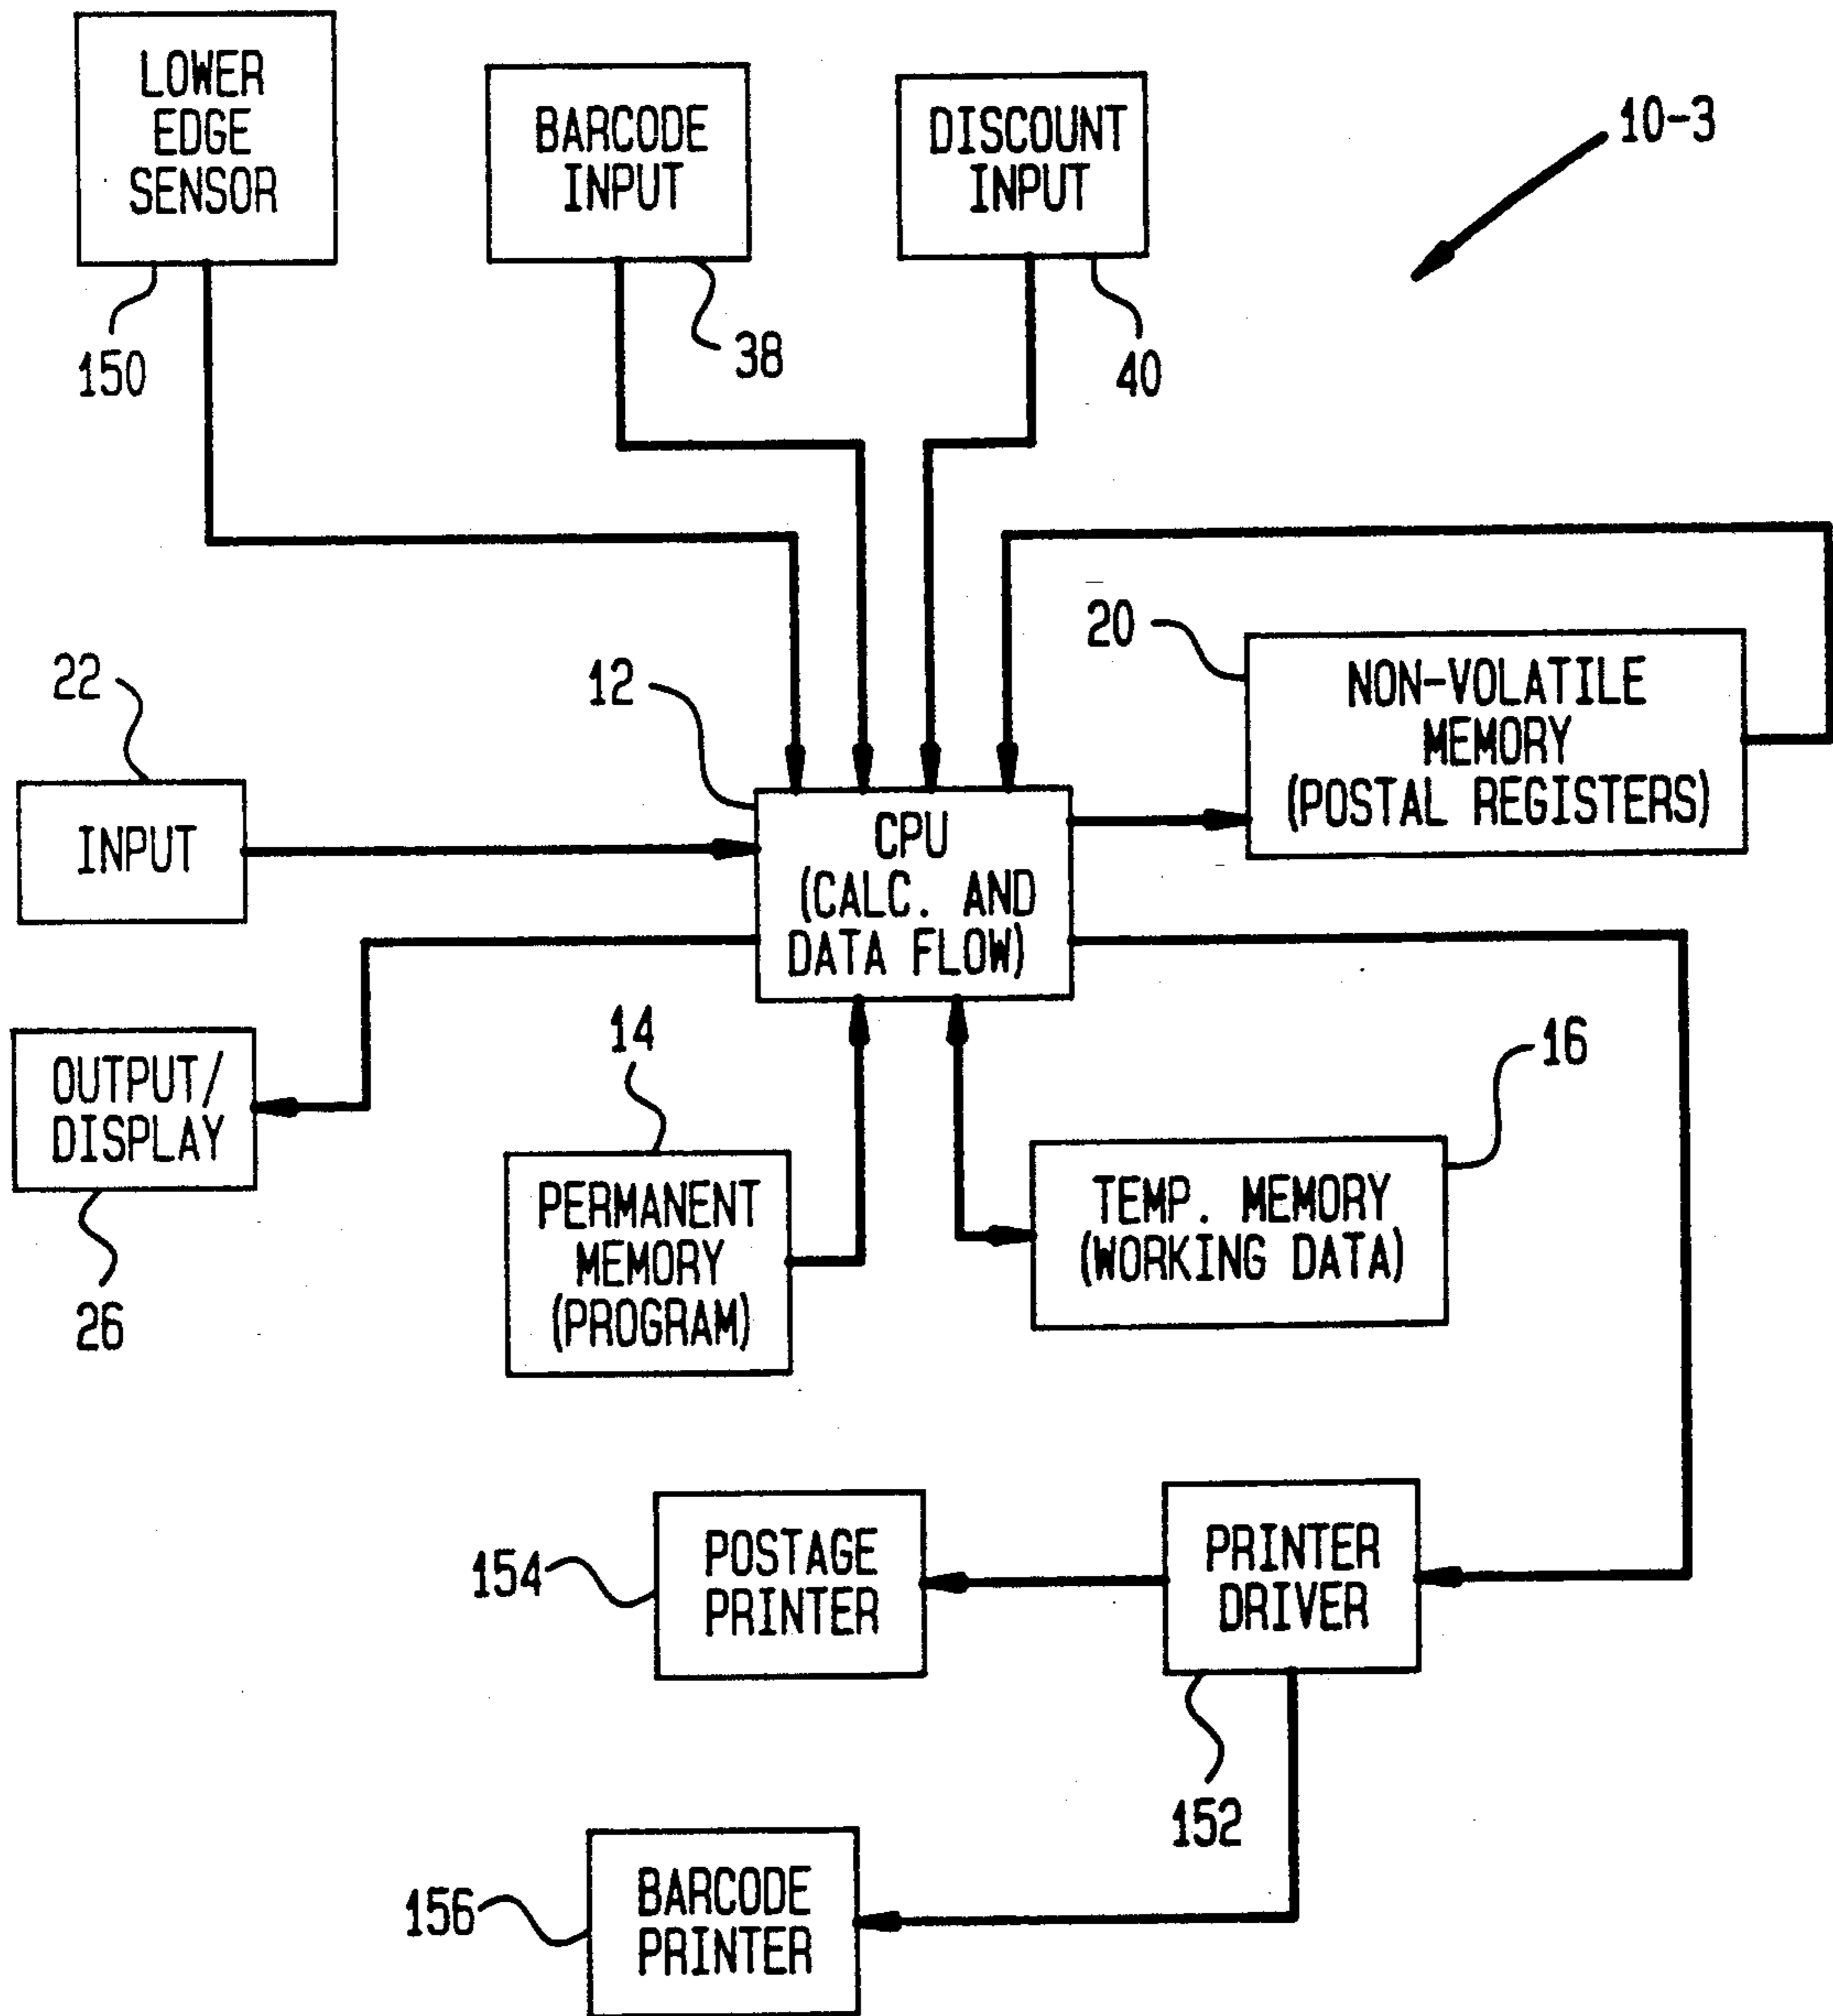 LOWER
EDGE
SENSOR
BARCODE
INPUT
DISCOUNT
INPUT
10-3
150
38
40
20
NON-VOLATILE
MEMORY
(POSTAL REGISTERS)
22
12
INPUT
CPU
(CALC. AND
DATA FLOW)
14
16
OUTPUT/
DISPLAY
26
PERMANENT
MEMORY
(PROGRAM)
TEMP. MEMORY
(WORKING DATA)
154
POSTAGE
PRINTER
PRINTER
DRIVER
152
156
BARCODE
PRINTER